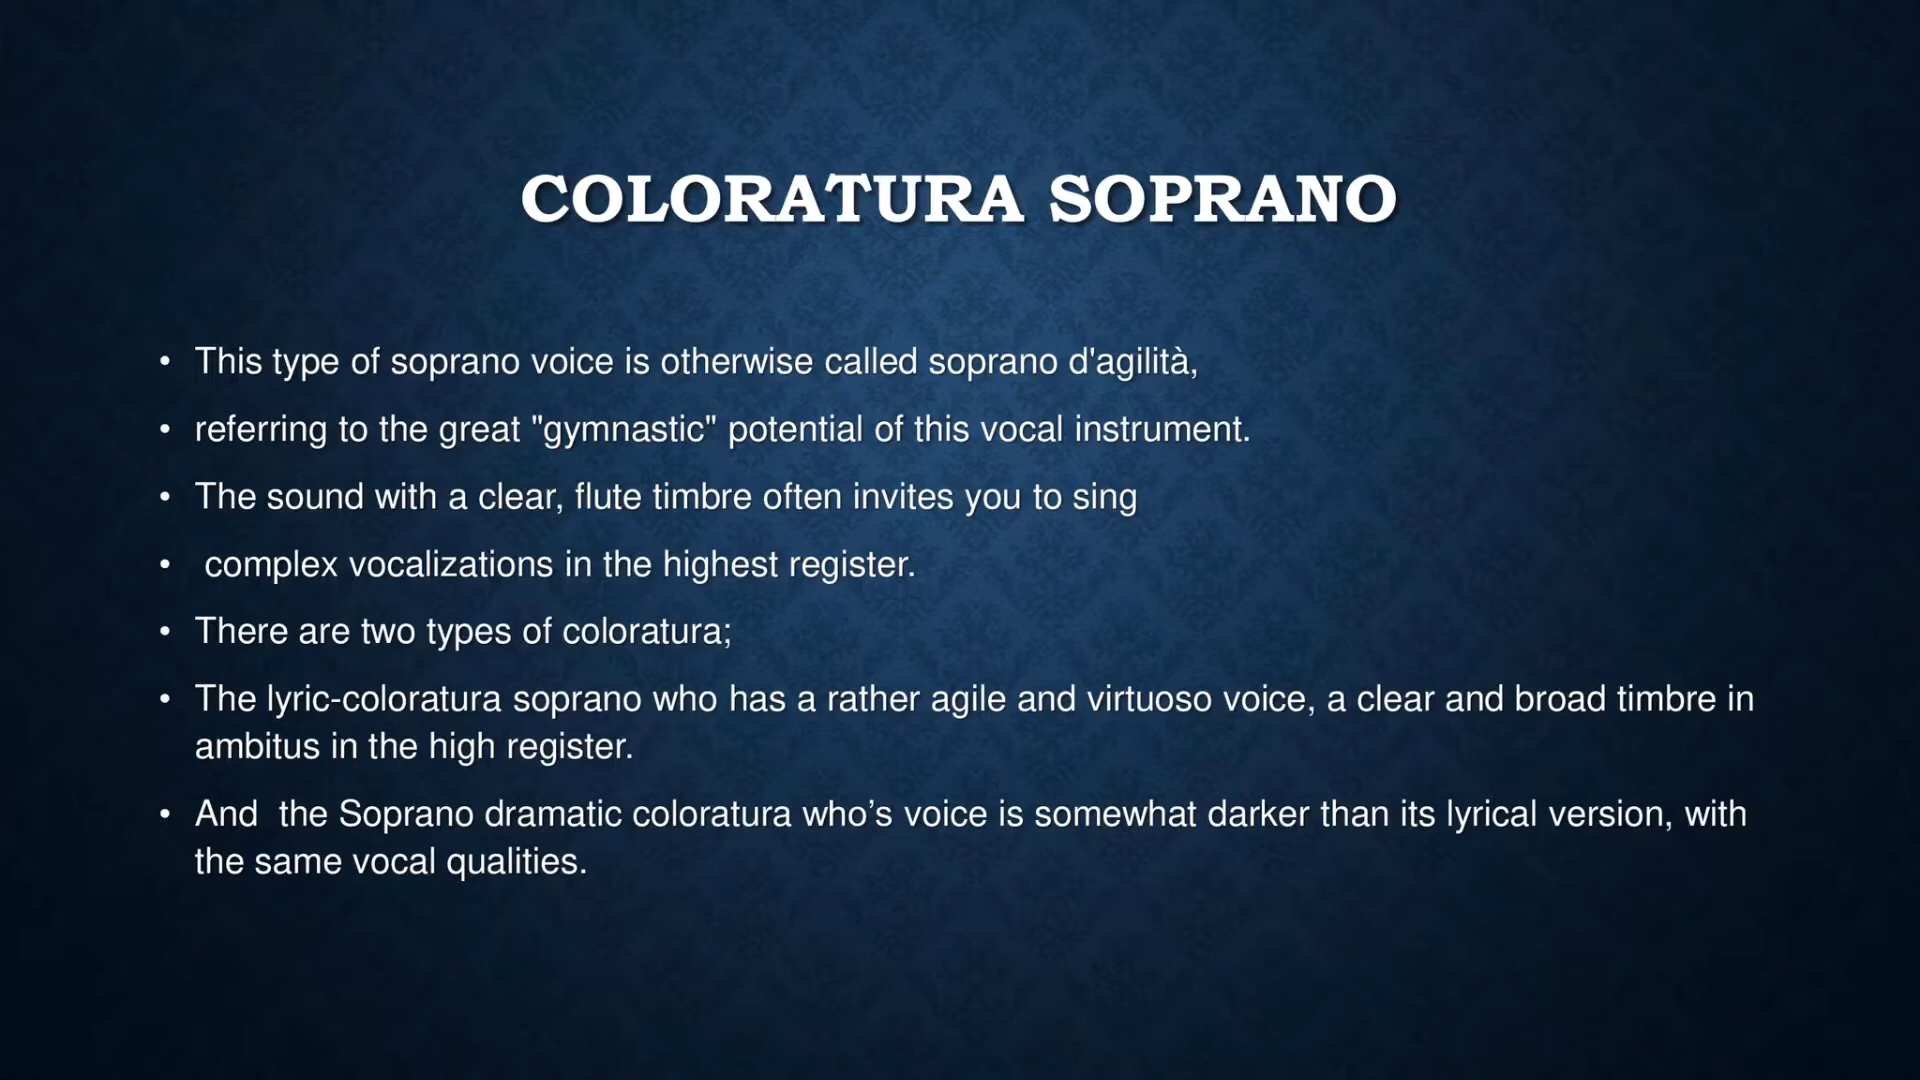 COLORATURA SOPRANO
• This type of soprano voice is otherwise called soprano d'agilità,
• referring to the great "gymnastic" potential of this vocal instrument.
• The sound with a clear, flute timbre often invites you to sing
• complex vocalizations in the highest register.
• There are two types of coloratura;
• The lyric-coloratura soprano who has a rather agile and virtuoso voice, a clear and broad timbre in
ambitus in the high register.
• And  the Soprano dramatic coloratura who’s voice is somewhat darker than its lyrical version, with
the same vocal qualities.